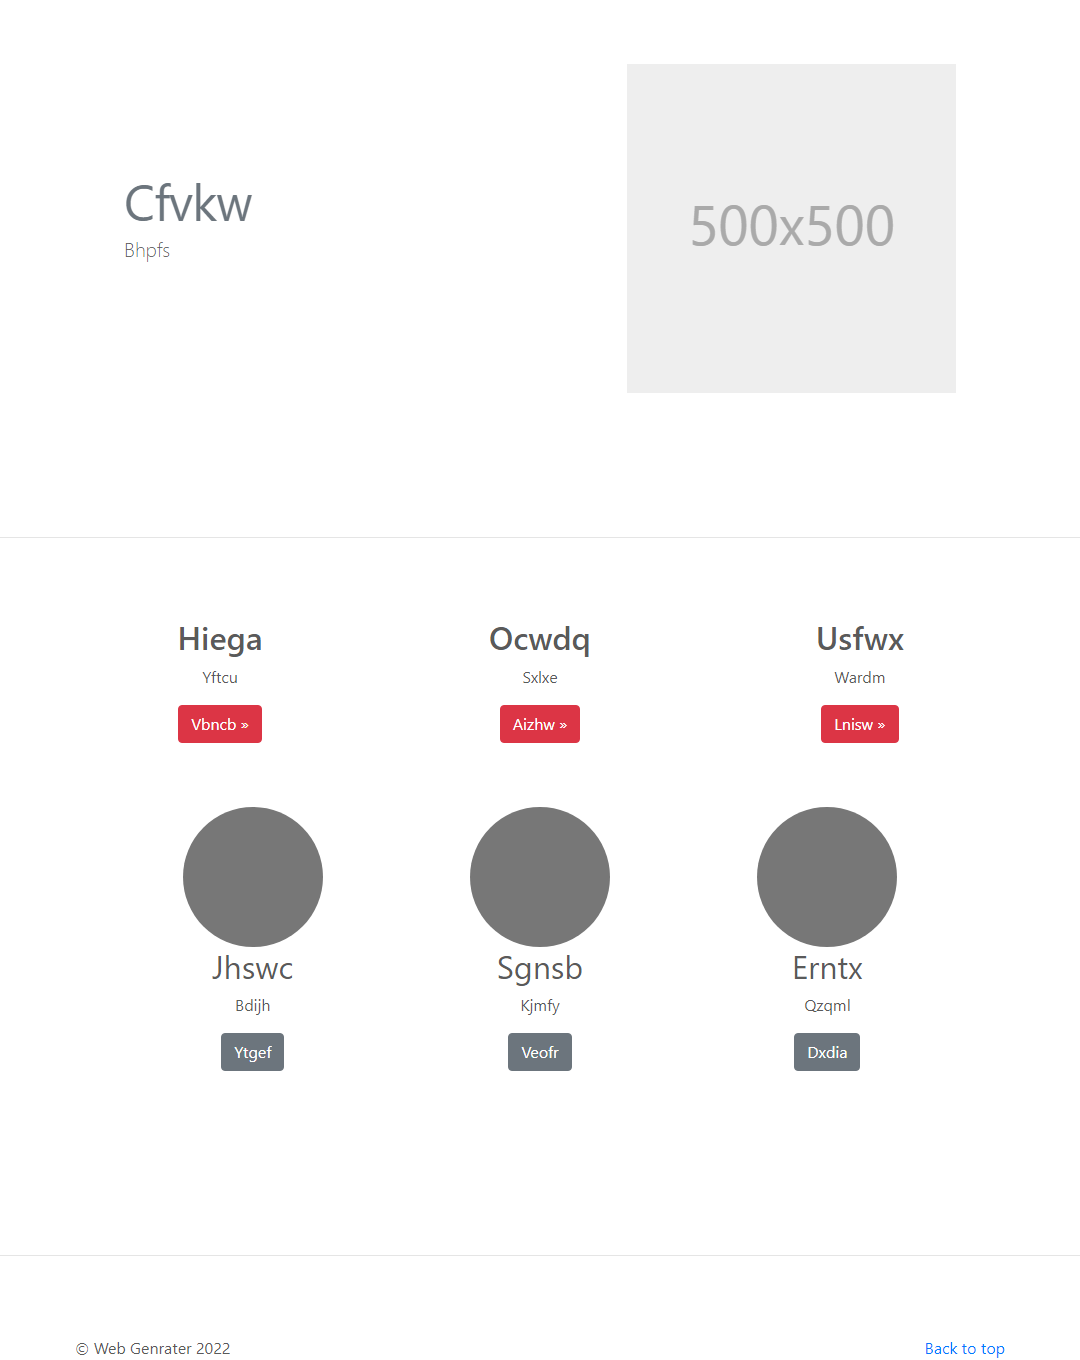 Cfvkw
Bhpfs
500x500
Hiega
Yftcu
Vbncb »
Ocwdq
Sxlxe
Aizhw »
Usfwx
Wardm
Lnisw »
Jhswc
Bdijh
Ytgef
Sgnsb
Kjmfy
Veofr
Erntx
Qzqml
Dxdia
© Web Genrater 2022
Back to top